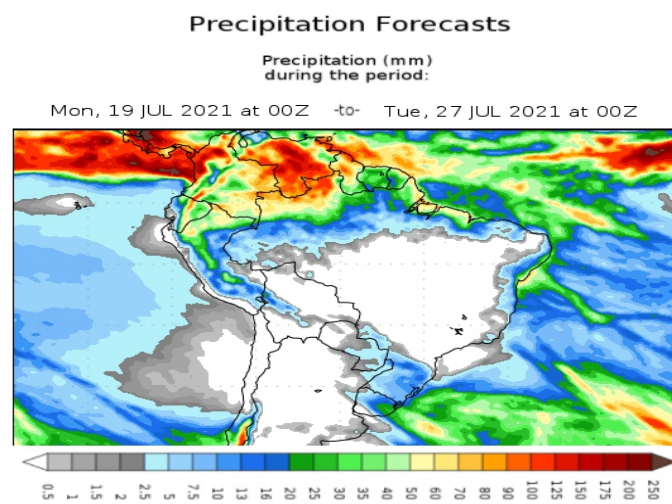 Precipitation Forecasts
Precipitation (mm)
during the period:
Mon, 19 JUL 2021 at 00Z -to- Tue, 27 JUL 2021 at 00Z
0.5 1 1.5 2 2.5 5 7.5 10 13 16 20 25 30 35 40 50 60 70 80 90 100 125 150 175 200 250